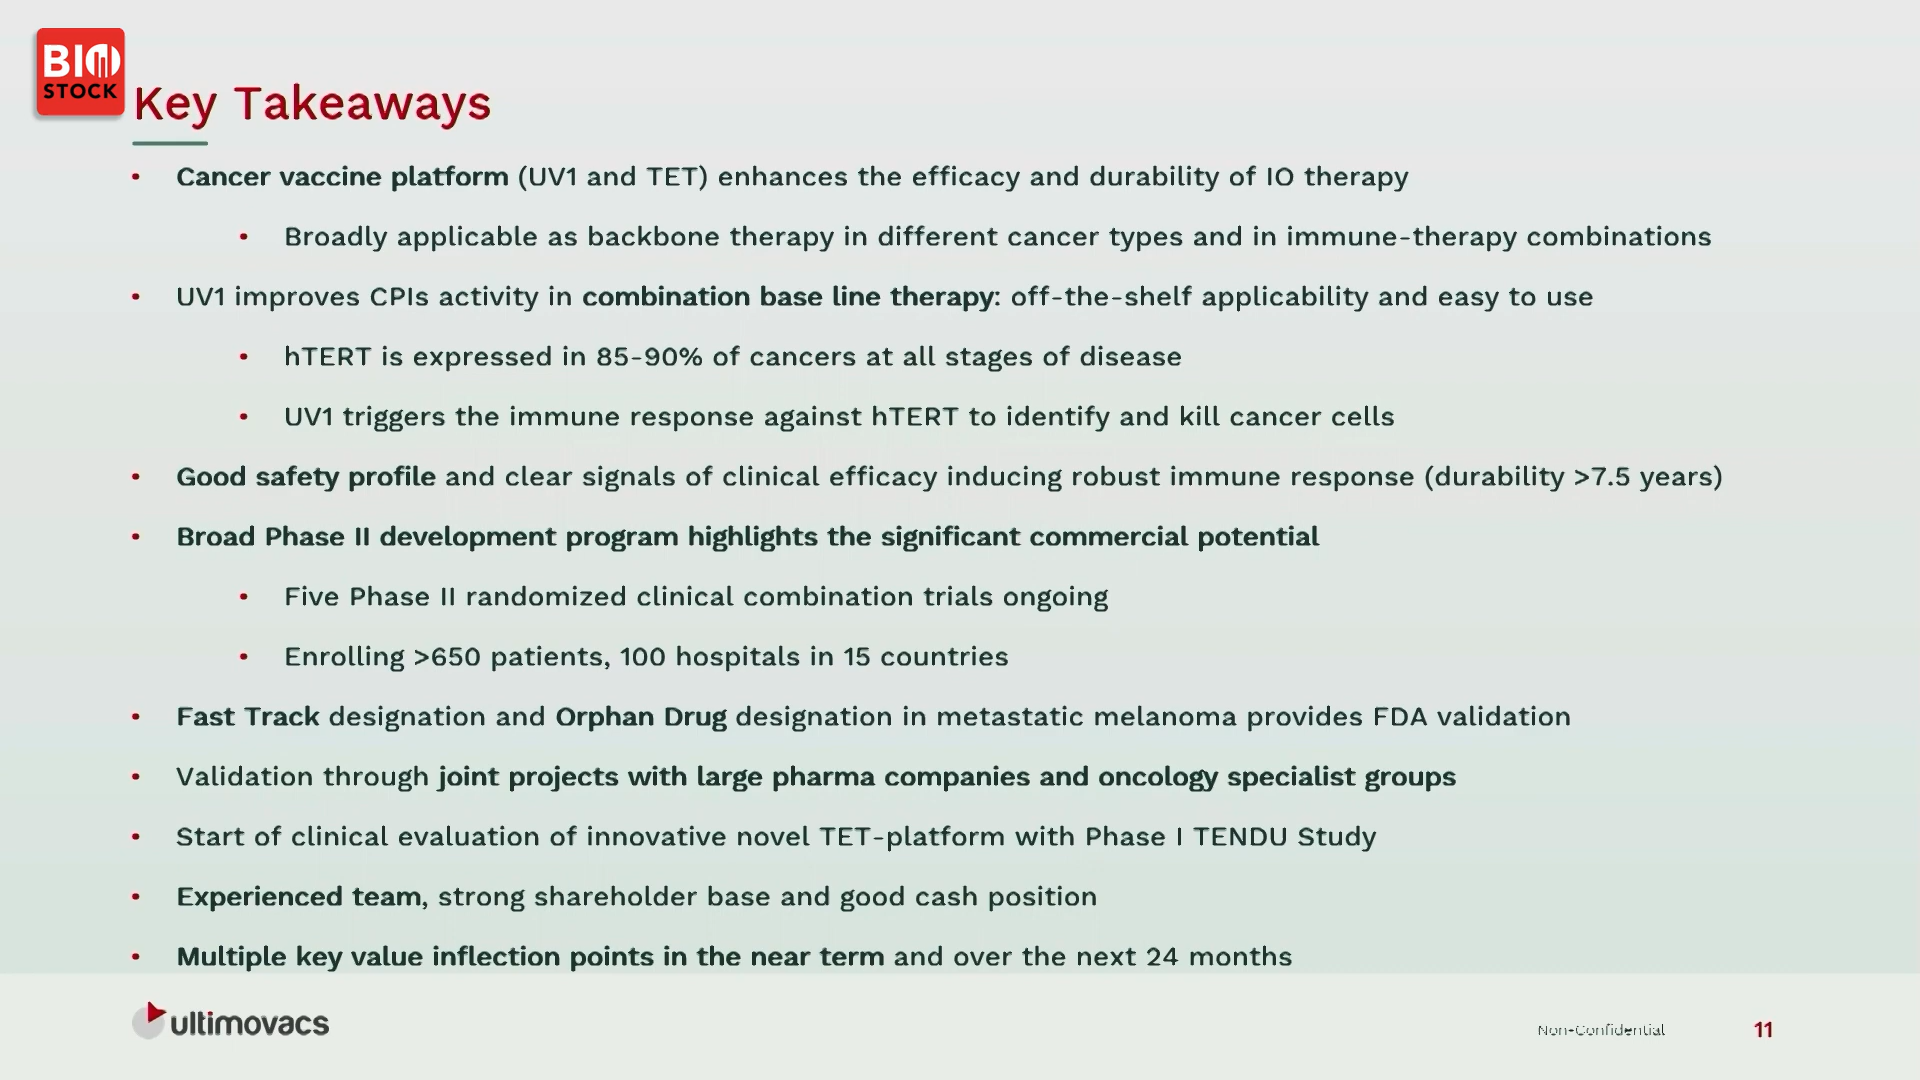 BIO
STOCK
Key Takeaways
• Cancer vaccine platform (UV1 and TET) enhances the efficacy and durability of IO therapy
• Broadly applicable as backbone therapy in different cancer types and in immune-therapy combinations
• UV1 improves CPIs activity in combination base line therapy: off-the-shelf applicability and easy to use
• hTERT is expressed in 85-90% of cancers at all stages of disease
• UV1 triggers the immune response against hTERT to identify and kill cancer cells
• Good safety profile and clear signals of clinical efficacy inducing robust immune response (durability >7.5 years)
• Broad Phase II development program highlights the significant commercial potential
• Five Phase II randomized clinical combination trials ongoing
• Enrolling >650 patients, 100 hospitals in 15 countries
• Fast Track designation and Orphan Drug designation in metastatic melanoma provides FDA validation
• Validation through joint projects with large pharma companies and oncology specialist groups
• Start of clinical evaluation of innovative novel TET-platform with Phase I TENDU Study
• Experienced team, strong shareholder base and good cash position
• Multiple key value inflection points in the near term and over the next 24 months
ultimovacs
Non-Confidential
11